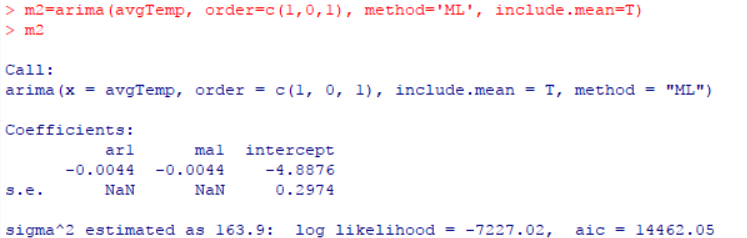 > m2=arima(avgTemp, order=c(1,0,1), method='ML', include.mean=T)
> m2
Call:
arima(x = avgTemp, order = c(1, 0, 1), include.mean = T, method = "ML")
Coefficients:
ar1 ma1 intercept
-0.0044 -0.0044 -4.8876
s.e. NaN NaN 0.2974
sigma^2 estimated as 163.9: log likelihood = -7227.02, aic = 14462.05